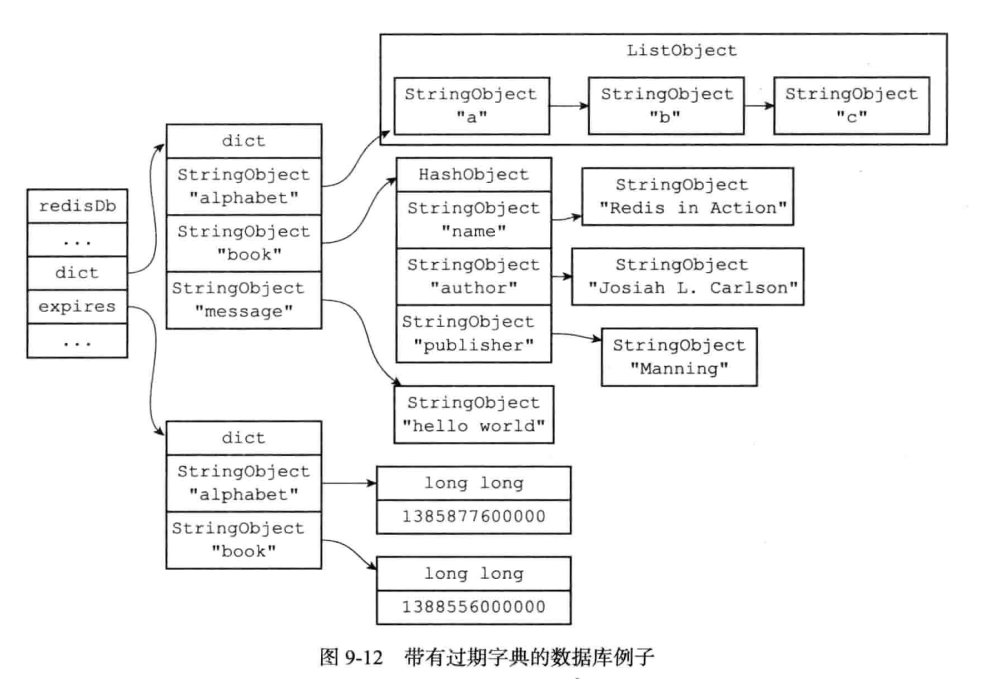 redisDb
...
dict
expires
...
dict
StringObject
"alphabet"
StringObject
"book"
StringObject
"message"
ListObject
StringObject
"a"
StringObject
"b"
StringObject
"c"
HashObject
StringObject
"name"
StringObject
"author"
StringObject
"publisher"
StringObject
"Redis in Action"
StringObject
"Josiah L. Carlson"
StringObject
"Manning"
StringObject
"hello world"
dict
StringObject
"alphabet"
StringObject
"book"
long long
1385877600000
long long
1388556000000
图 9-12 带有过期字典的数据库例子